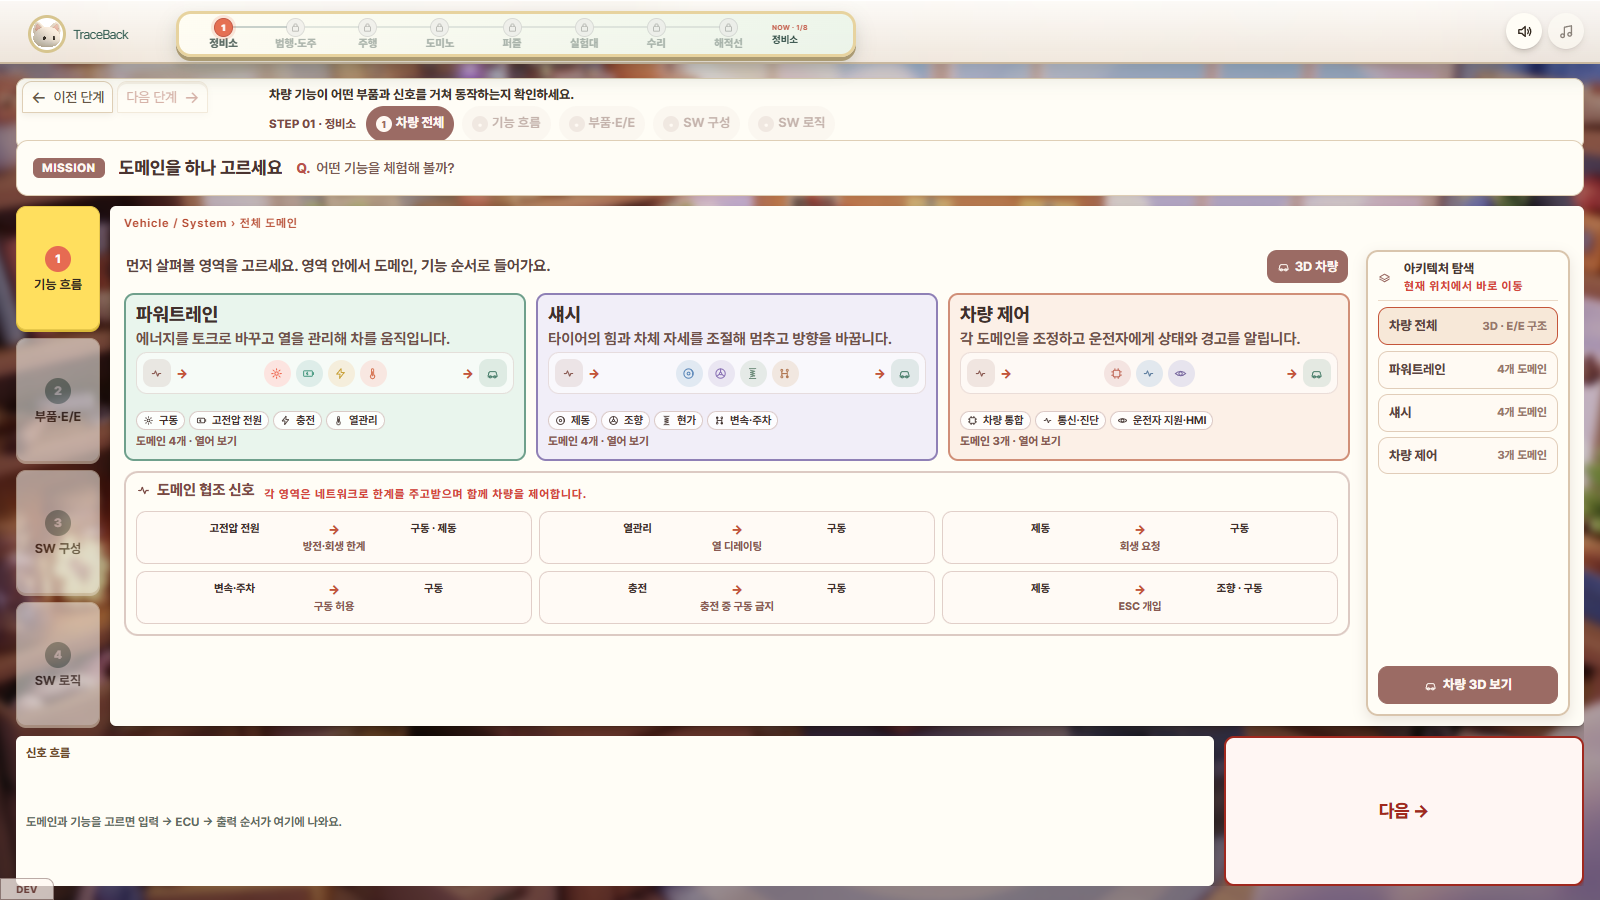 TraceBack
1
정비소
범행·도주
주행
도미노
퍼즐
실험대
수리
해적선
NOW · 1/8
정비소
← 이전 단계
다음 단계 →
차량 기능이 어떤 부품과 신호를 거쳐 동작하는지 확인하세요.
STEP 01 · 정비소
1 차량 전체
기능 흐름
부품·E/E
SW 구성
SW 로직
MISSION
도메인을 하나 고르세요
Q. 어떤 기능을 체험해 볼까?
1
기능 흐름
2
부품·E/E
3
SW 구성
4
SW 로직
Vehicle / System › 전체 도메인
먼저 살펴볼 영역을 고르세요. 영역 안에서 도메인, 기능 순서로 들어가요.
3D 차량
파워트레인
에너지를 토크로 바꾸고 열을 관리해 차를 움직입니다.
→ →
구동
고전압 전원
충전
열관리
도메인 4개 · 열어 보기
섀시
타이어의 힘과 차체 자세를 조절해 멈추고 방향을 바꿉니다.
→ →
제동
조향
현가
변속·주차
도메인 4개 · 열어 보기
차량 제어
각 도메인을 조정하고 운전자에게 상태와 경고를 알립니다.
→ →
차량 통합
통신·진단
운전자 지원·HMI
도메인 3개 · 열어 보기
도메인 협조 신호
각 영역은 네트워크로 한계를 주고받으며 함께 차량을 제어합니다.
고전압 전원 → 구동 · 제동
방전·회생 한계
열관리 → 구동
열 디레이팅
제동 → 구동
회생 요청
변속·주차 → 구동
구동 허용
충전 → 구동
충전 중 구동 금지
제동 → 조향 · 구동
ESC 개입
아키텍처 탐색
현재 위치에서 바로 이동
차량 전체 3D · E/E 구조
파워트레인 4개 도메인
섀시 4개 도메인
차량 제어 3개 도메인
차량 3D 보기
신호 흐름
도메인과 기능을 고르면 입력 → ECU → 출력 순서가 여기에 나와요.
다음 →
DEV